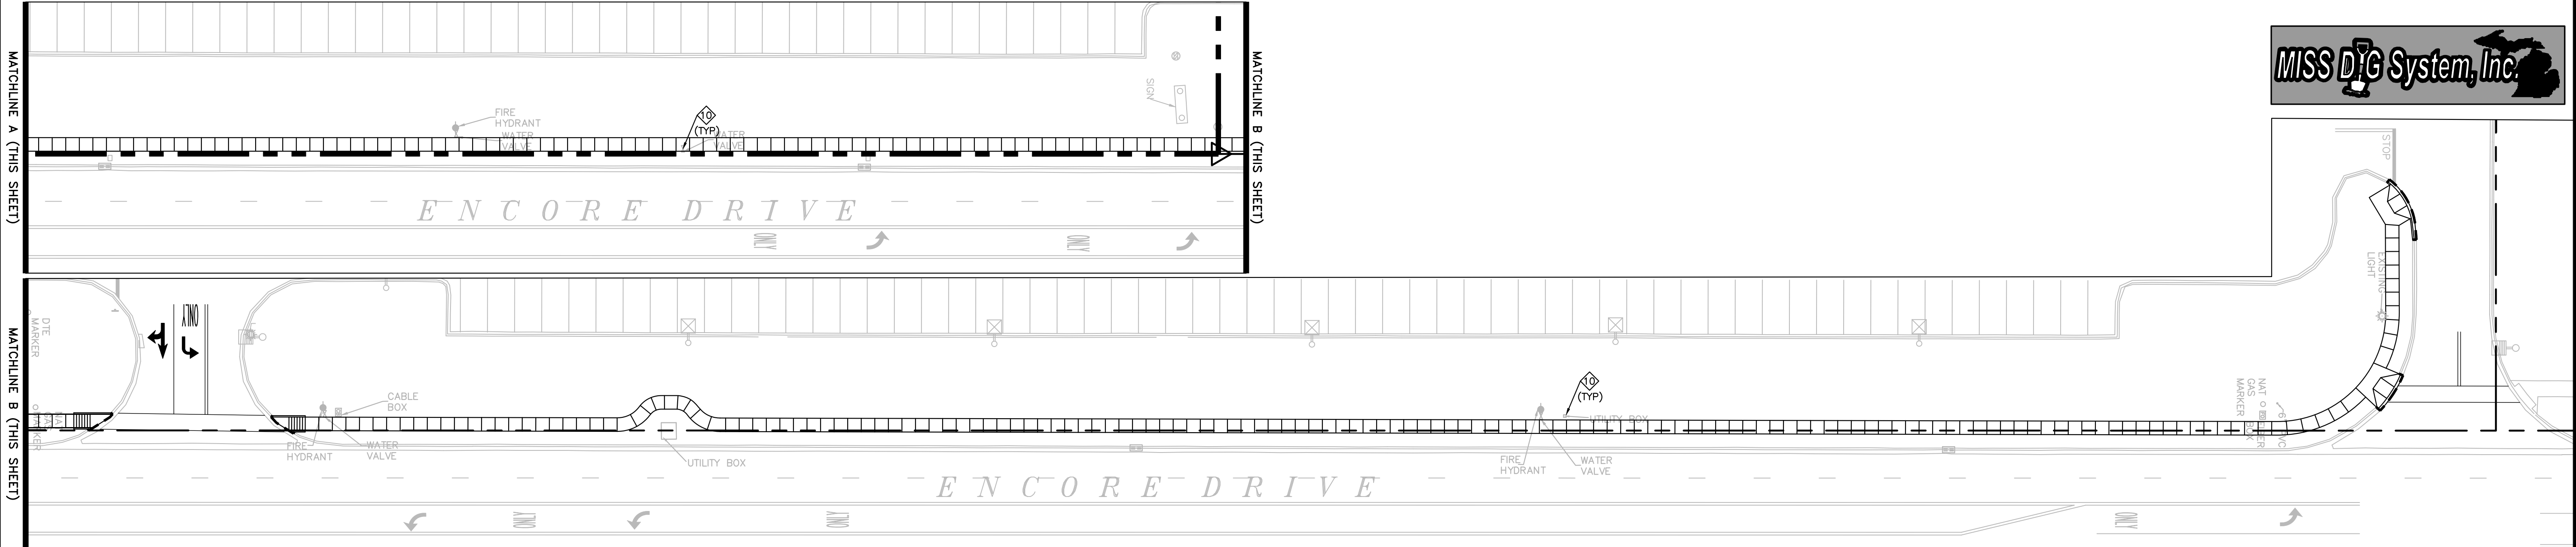 MATCHLINE A (THIS SHEET)
FIRE
HYDRANT
WATER
VALVE
10
(TYP)
WATER
VALVE
SIGN
MATCHLINE B (THIS SHEET)
ENCORE DRIVE
ONLY
ONLY
MISS DIG System, Inc.
STOP
EXISTING
LIGHT
MATCHLINE B (THIS SHEET)
DTE
MARKER
ONLY
CABLE
BOX
FIRE
HYDRANT
WATER
VALVE
UTILITY BOX
10
(TYP)
UTILITY BOX
FIRE
HYDRANT
WATER
VALVE
NAT
GAS
MARKER
ENCORE DRIVE
ONLY
ONLY
ONLY